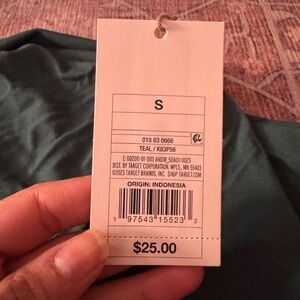 S
018 03 0666
TEAL / K83P56
DIST. BY TARGET CORPORATION, MPLS, MN 55403
©2023 TARGET BRANDS, INC. SHOP TARGET.COM
ORIGIN: INDONESIA
1 97543 15523 3
$25.00